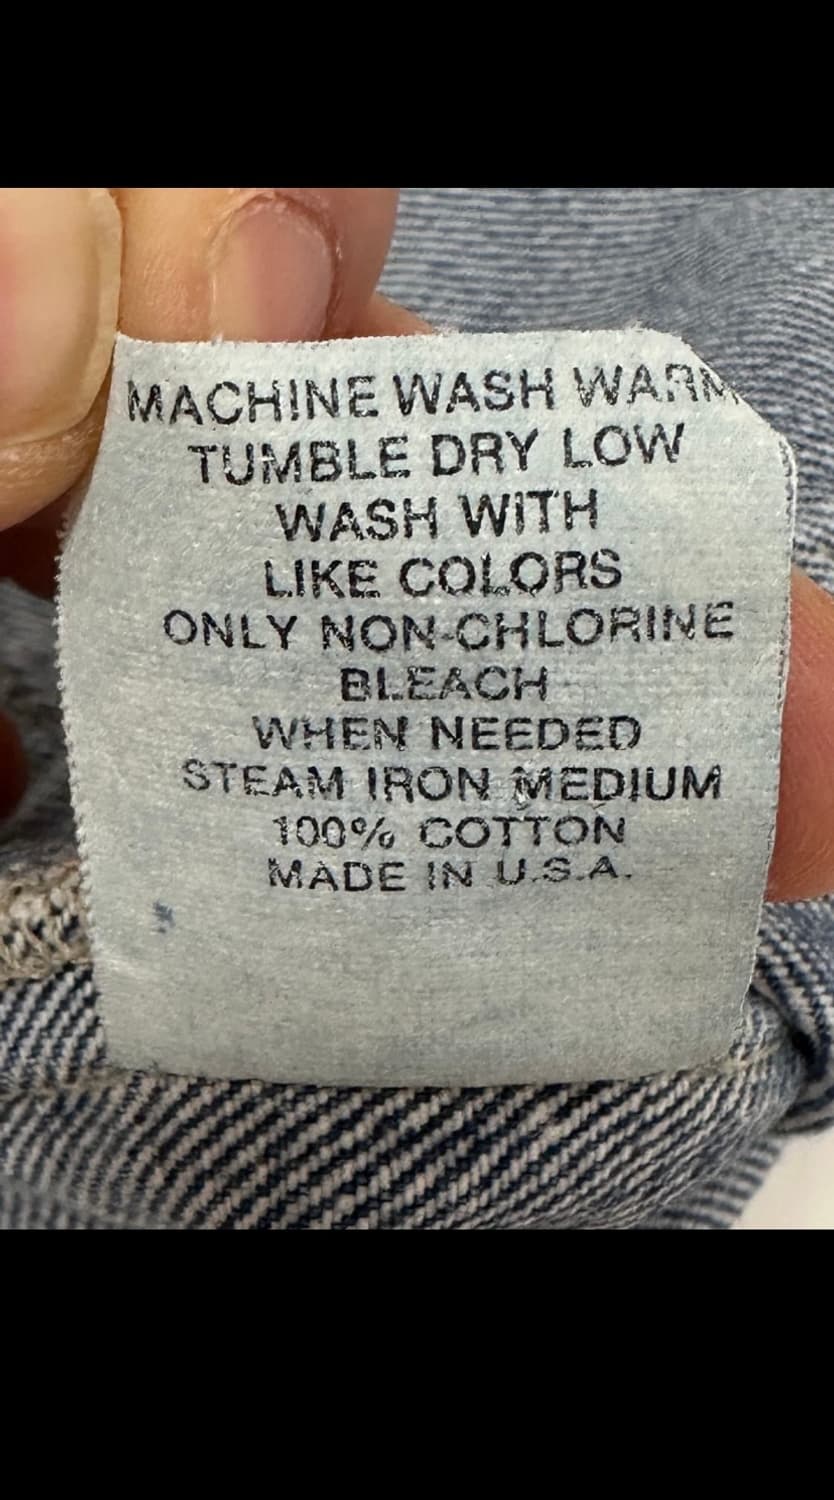 MACHINE WASH WARM
TUMBLE DRY LOW
WASH WITH
LIKE COLORS
ONLY NON-CHLORINE
BLEACH
WHEN NEEDED
STEAM IRON MEDIUM
100% COTTON
MADE IN U.S.A.